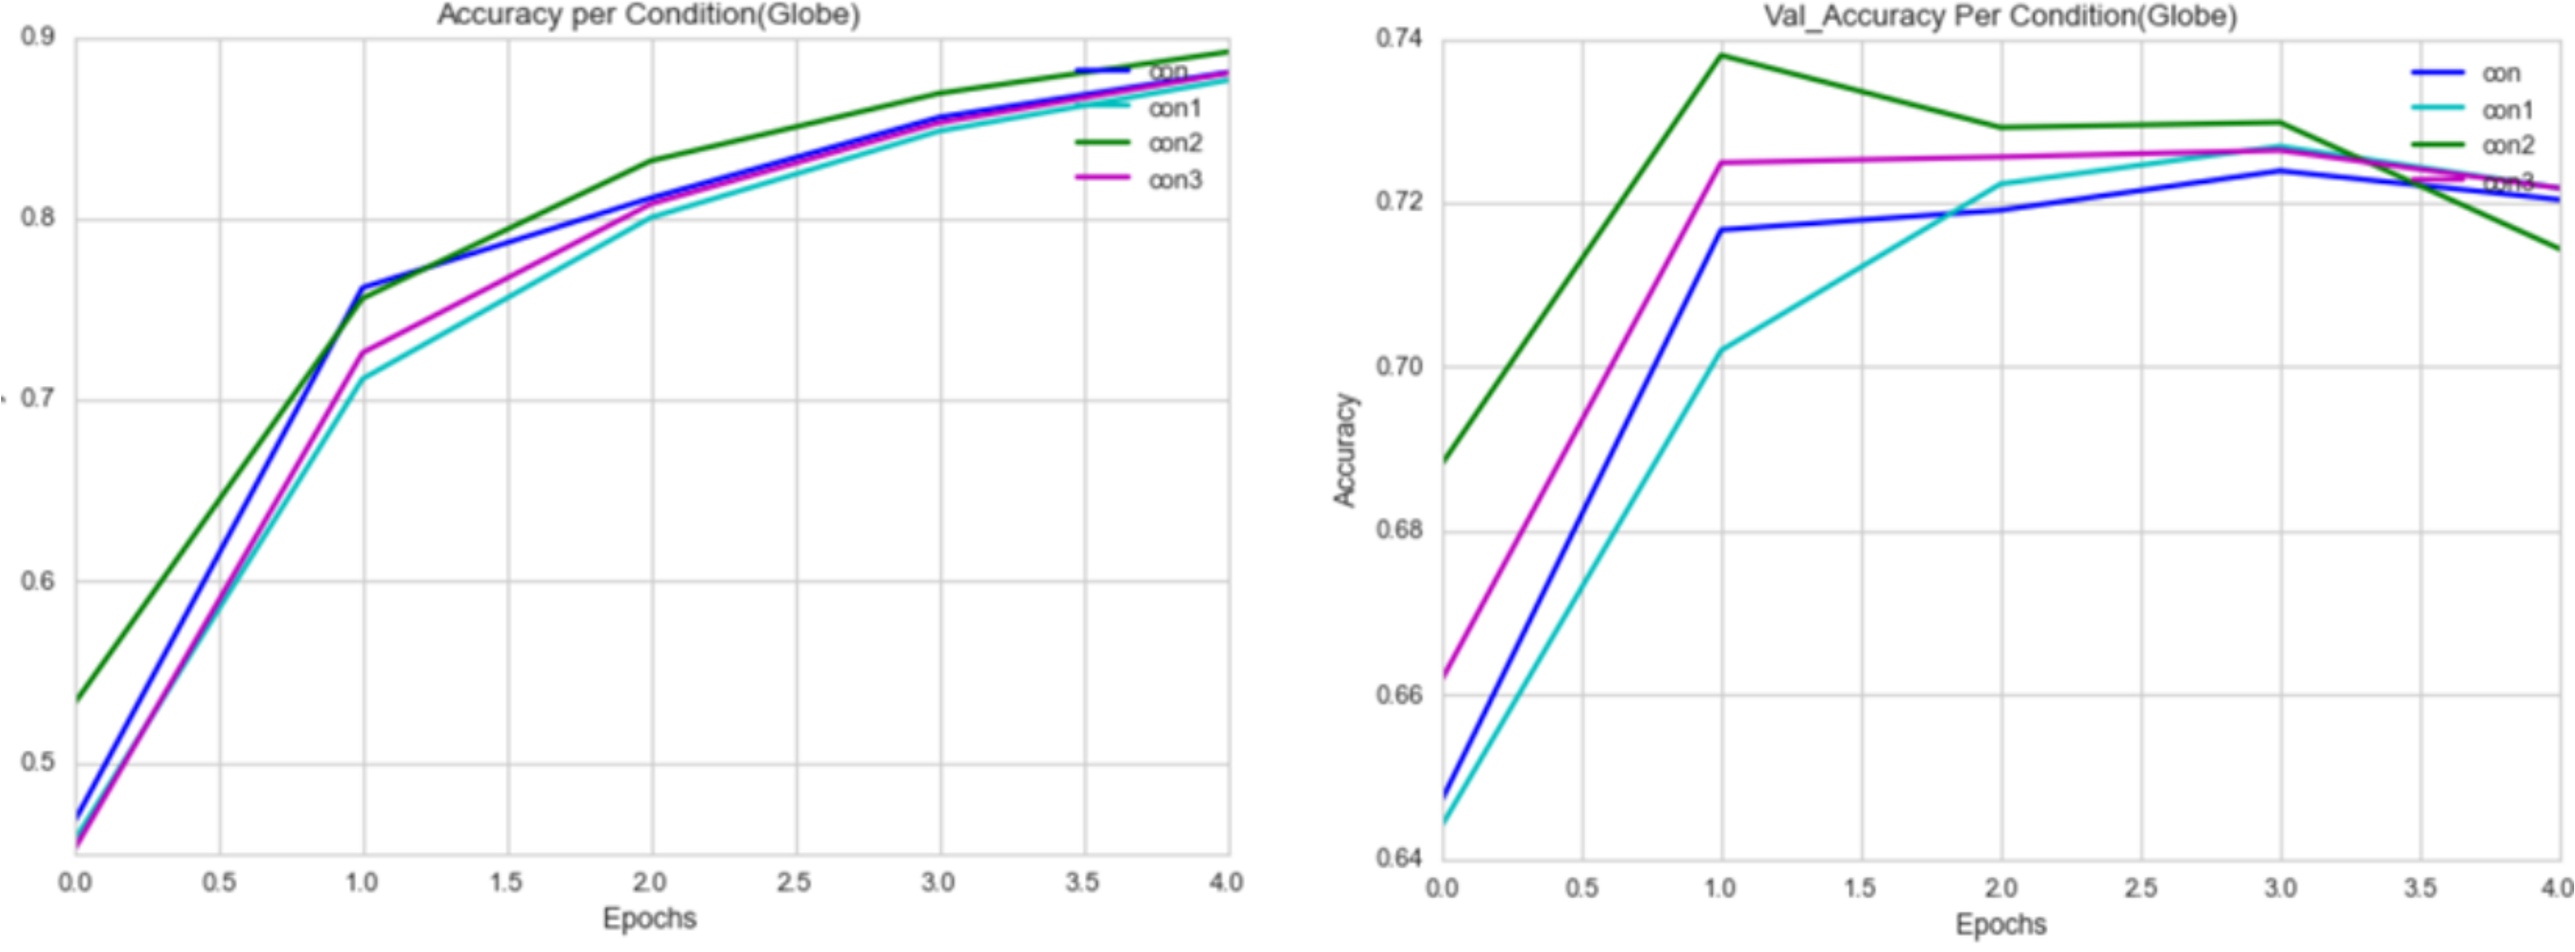 Accuracy per Condition(Globe)
0.9
0.8
0.7
0.6
0.5
0.0 0.5 1.0 1.5 2.0 2.5 3.0 3.5 4.0
Epochs
con
con1
con2
con3
Val_Accuracy Per Condition(Globe)
0.74
0.72
0.70
0.68
0.66
0.64
Accuracy
0.0 0.5 1.0 1.5 2.0 2.5 3.0 3.5 4.0
Epochs
con
con1
con2
con3